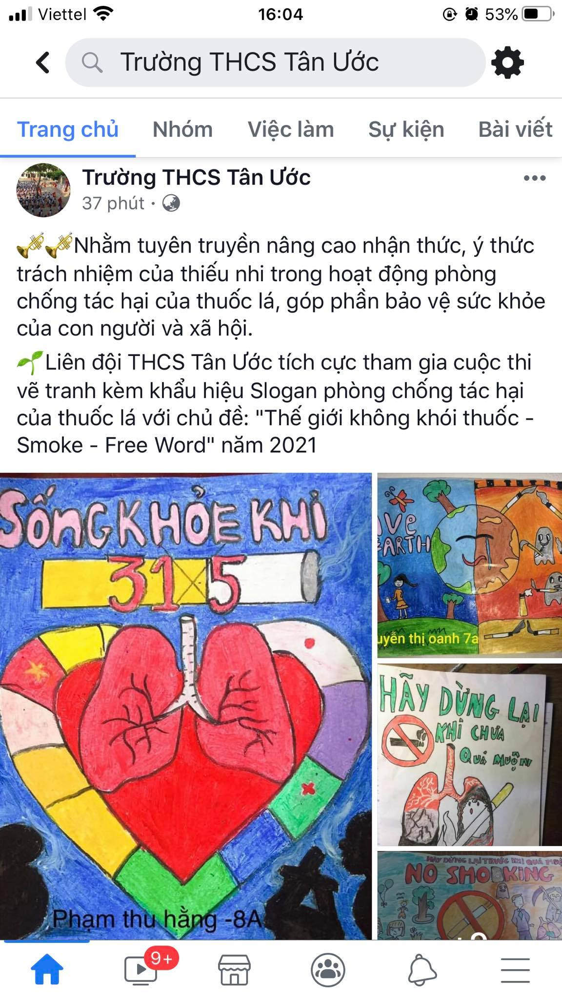 Viettel
16:04
53%
Trường THCS Tân Ước
Trang chủ
Nhóm
Việc làm
Sự kiện
Bài viết
Trường THCS Tân Ước
37 phút ·
Nhằm tuyên truyền nâng cao nhận thức, ý thức
trách nhiệm của thiếu nhi trong hoạt động phòng
chống tác hại của thuốc lá, góp phần bảo vệ sức khỏe
của con người và xã hội.
Liên đội THCS Tân Ước tích cực tham gia cuộc thi
vẽ tranh kèm khẩu hiệu Slogan phòng chống tác hại
của thuốc lá với chủ đề: "Thế giới không khói thuốc -
Smoke - Free Word" năm 2021
SỐNG KHỎE KHI
31 5
Phạm thu hằng -8A
VE
EARTH
uyễn thị oanh 7a
HÃY DỪNG LẠI
KHI CHƯA
QUÁ MUỘN
HÃY DỪNG LẠI TRƯỚC KHI QUÁ
NO SMOKING
9+